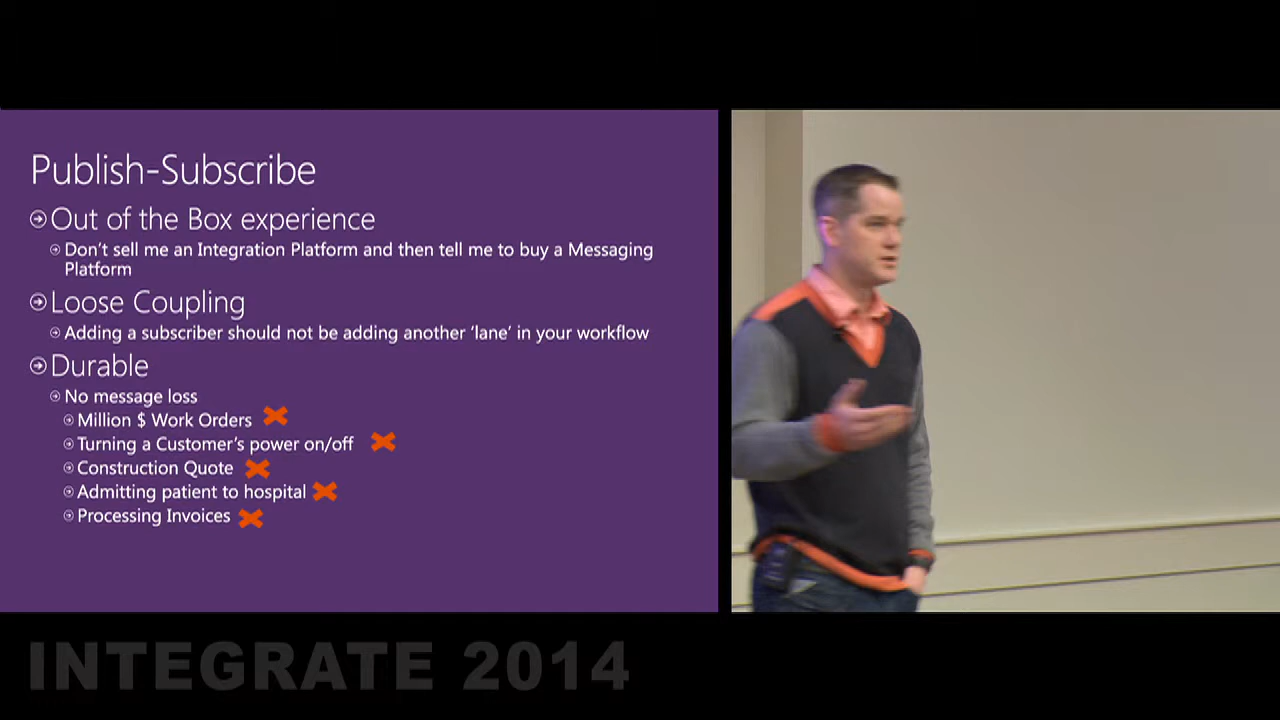 Publish-Subscribe
Out of the Box experience
Don't sell me an Integration Platform and then tell me to buy a Messaging
Platform
Loose Coupling
Adding a subscriber should not be adding another 'lane' in your workflow
Durable
No message loss
Million $ Work Orders
Turning a Customer's power on/off
Construction Quote
Admitting patient to hospital
Processing Invoices
INTEGRATE 2014